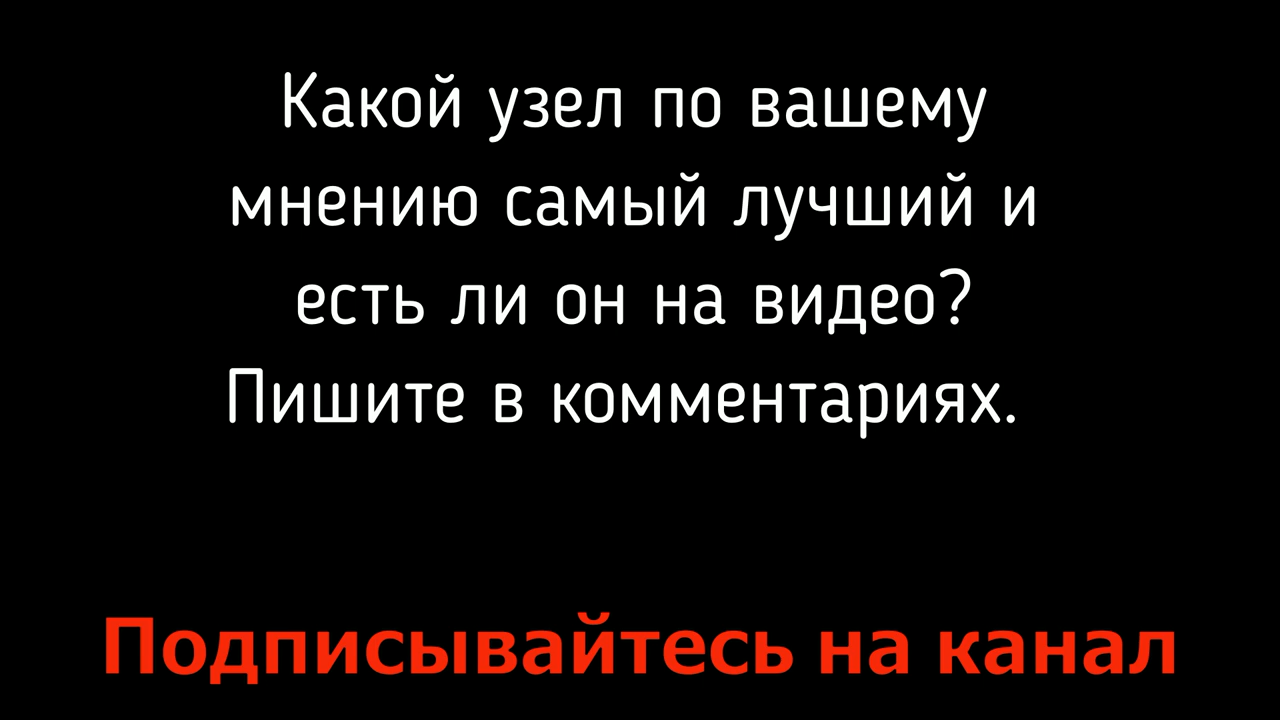 Какой узел по вашему
мнению самый лучший и
есть ли он на видео?
Пишите в комментариях.
Подписывайтесь на канал